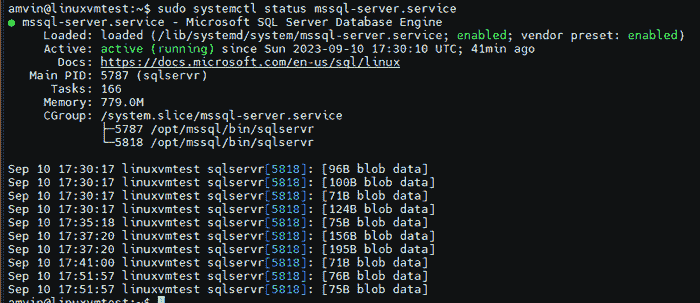 amvin@linuxvmtest:~$ sudo systemctl status mssql-server.service
● mssql-server.service - Microsoft SQL Server Database Engine
Loaded: loaded (/lib/systemd/system/mssql-server.service; enabled; vendor preset: enabled)
Active: active (running) since Sun 2023-09-10 17:30:10 UTC; 41min ago
Docs: https://docs.microsoft.com/en-us/sql/linux
Main PID: 5787 (sqlservr)
Tasks: 166
Memory: 779.0M
CGroup: /system.slice/mssql-server.service
├─5787 /opt/mssql/bin/sqlservr
└─5818 /opt/mssql/bin/sqlservr
Sep 10 17:30:17 linuxvmtest sqlservr[5818]: [96B blob data]
Sep 10 17:30:17 linuxvmtest sqlservr[5818]: [100B blob data]
Sep 10 17:30:17 linuxvmtest sqlservr[5818]: [71B blob data]
Sep 10 17:30:17 linuxvmtest sqlservr[5818]: [124B blob data]
Sep 10 17:35:18 linuxvmtest sqlservr[5818]: [75B blob data]
Sep 10 17:37:20 linuxvmtest sqlservr[5818]: [156B blob data]
Sep 10 17:37:20 linuxvmtest sqlservr[5818]: [195B blob data]
Sep 10 17:41:00 linuxvmtest sqlservr[5818]: [71B blob data]
Sep 10 17:51:57 linuxvmtest sqlservr[5818]: [76B blob data]
Sep 10 17:51:57 linuxvmtest sqlservr[5818]: [75B blob data]
amvin@linuxvmtest:~$